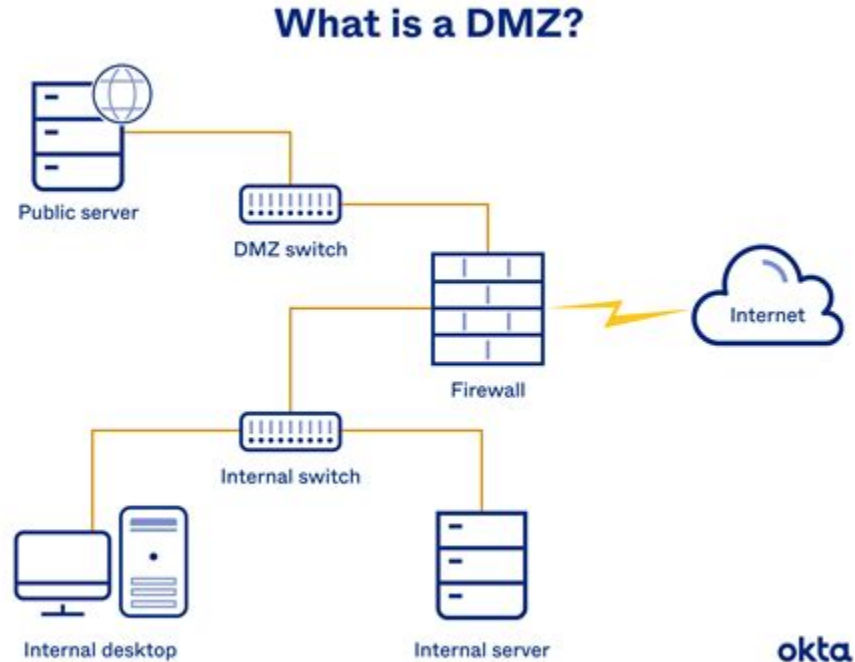 What is a DMZ?
Public server
DMZ switch
Internet
Firewall
Internal switch
Internal desktop
Internal server
okta